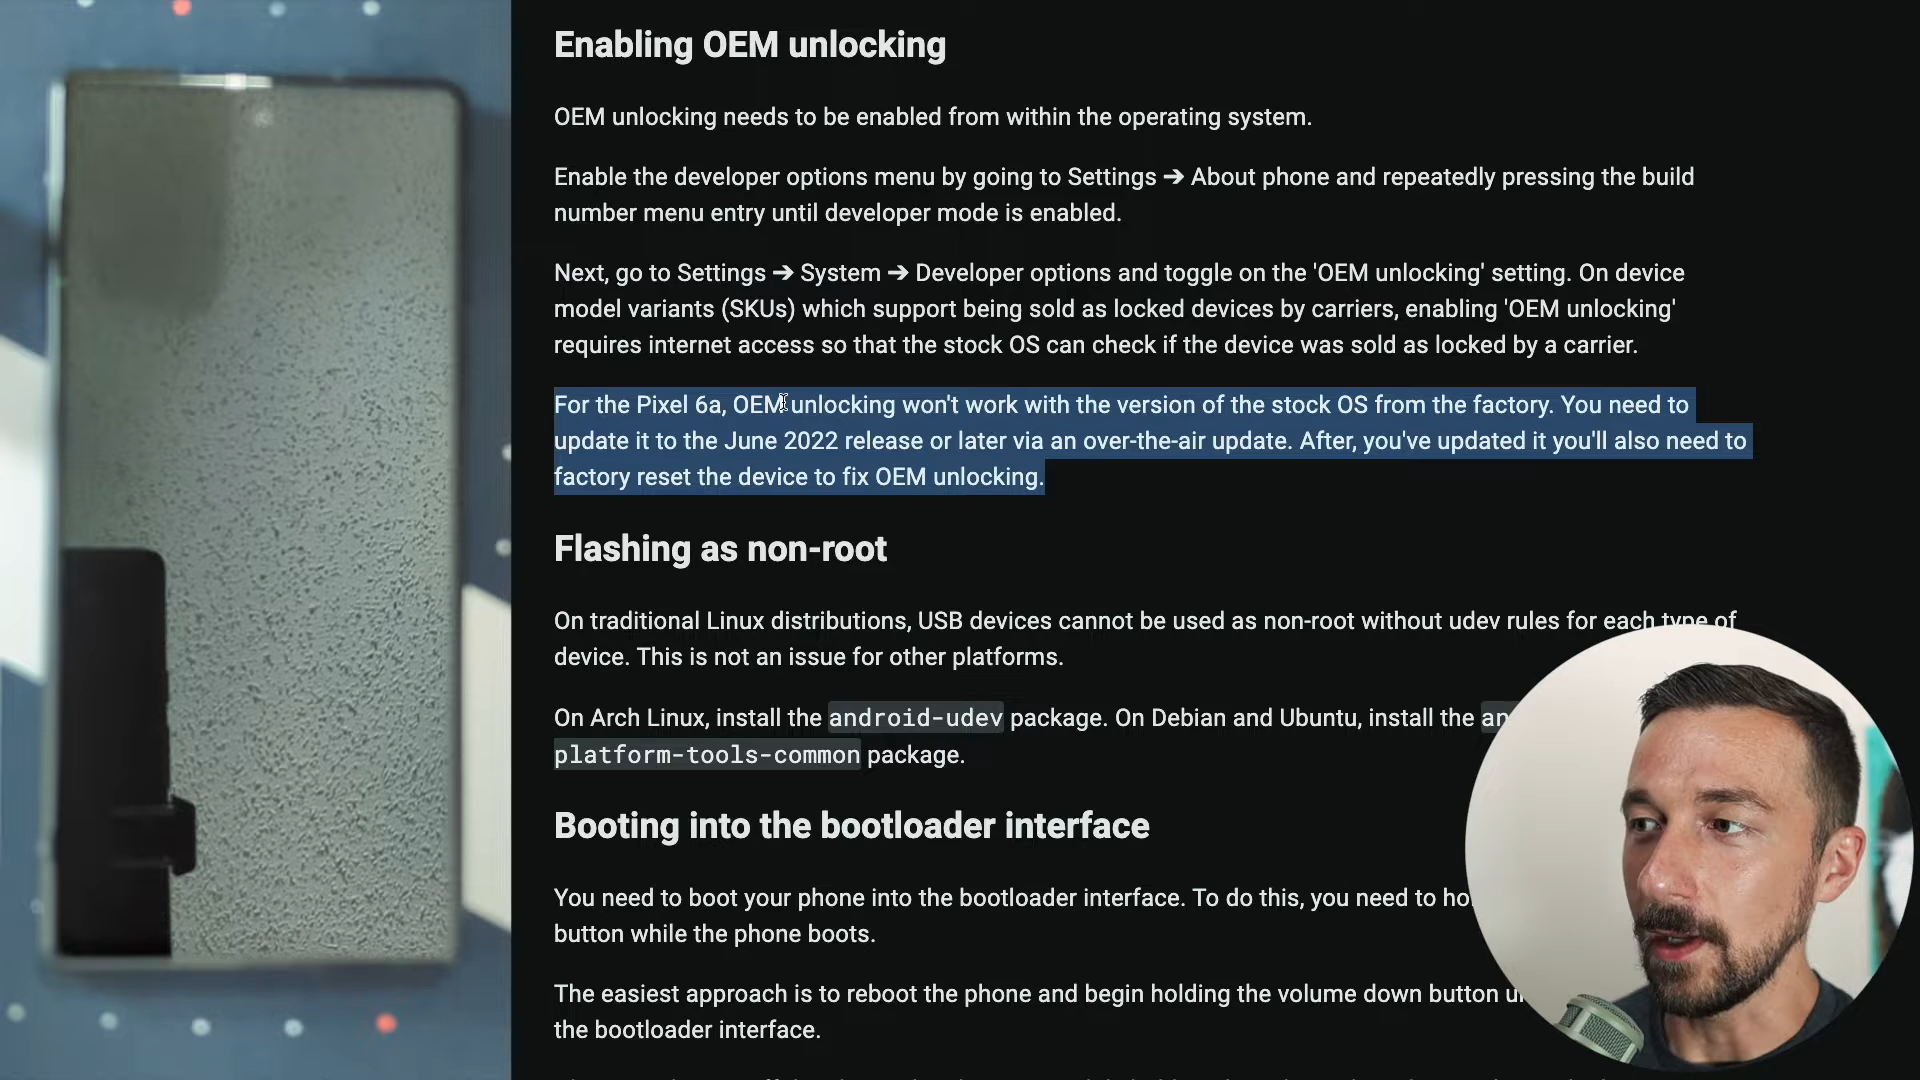 Enabling OEM unlocking
OEM unlocking needs to be enabled from within the operating system.
Enable the developer options menu by going to Settings ➔ About phone and repeatedly pressing the build
number menu entry until developer mode is enabled.
Next, go to Settings ➔ System ➔ Developer options and toggle on the 'OEM unlocking' setting. On device
model variants (SKUs) which support being sold as locked devices by carriers, enabling 'OEM unlocking'
requires internet access so that the stock OS can check if the device was sold as locked by a carrier.
For the Pixel 6a, OEM unlocking won't work with the version of the stock OS from the factory. You need to
update it to the June 2022 release or later via an over-the-air update. After, you've updated it you'll also need to
factory reset the device to fix OEM unlocking.
Flashing as non-root
On traditional Linux distributions, USB devices cannot be used as non-root without udev rules for each type of
device. This is not an issue for other platforms.
On Arch Linux, install the android-udev package. On Debian and Ubuntu, install the
platform-tools-common package.
Booting into the bootloader interface
You need to boot your phone into the bootloader interface. To do this, you need to
button while the phone boots.
The easiest approach is to reboot the phone and begin holding the volume down button
the bootloader interface.